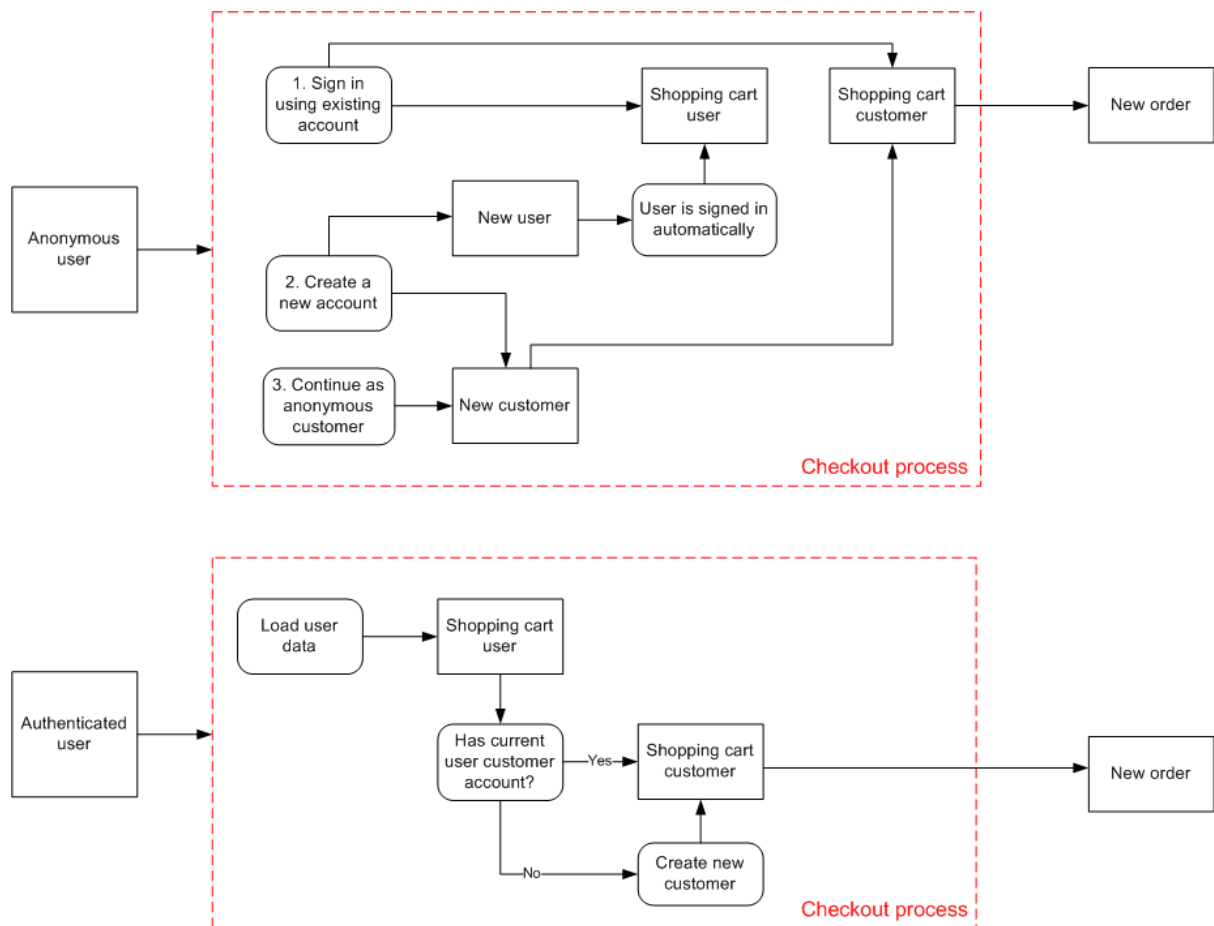 1. Sign in
using existing
account
Shopping cart
user
Shopping cart
customer
New order
Anonymous
user
New user
User is signed in
automatically
2. Create a
new account
3. Continue as
anonymous
customer
New customer
Checkout process
Load user
data
Shopping cart
user
Authenticated
user
Has current
user customer
account?
Yes
Shopping cart
customer
New order
No
Create new
customer
Checkout process